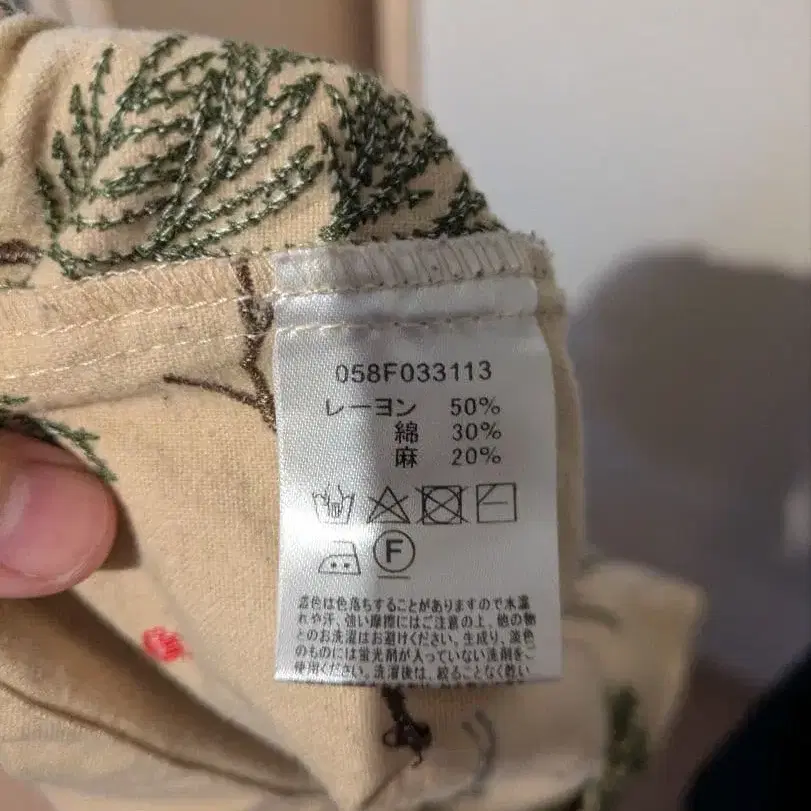 058F033113
レーヨン 50%
綿 30%
麻 20%
F
濃色は色落ちすることがありますので水濡
れや汗、強い摩擦にはご注意の上、他の物
とのお洗濯はお避けください。生成り、淡色
のものには蛍光剤が入っていない洗剤をご
使用ください。洗濯後は、絞ることなく乾い